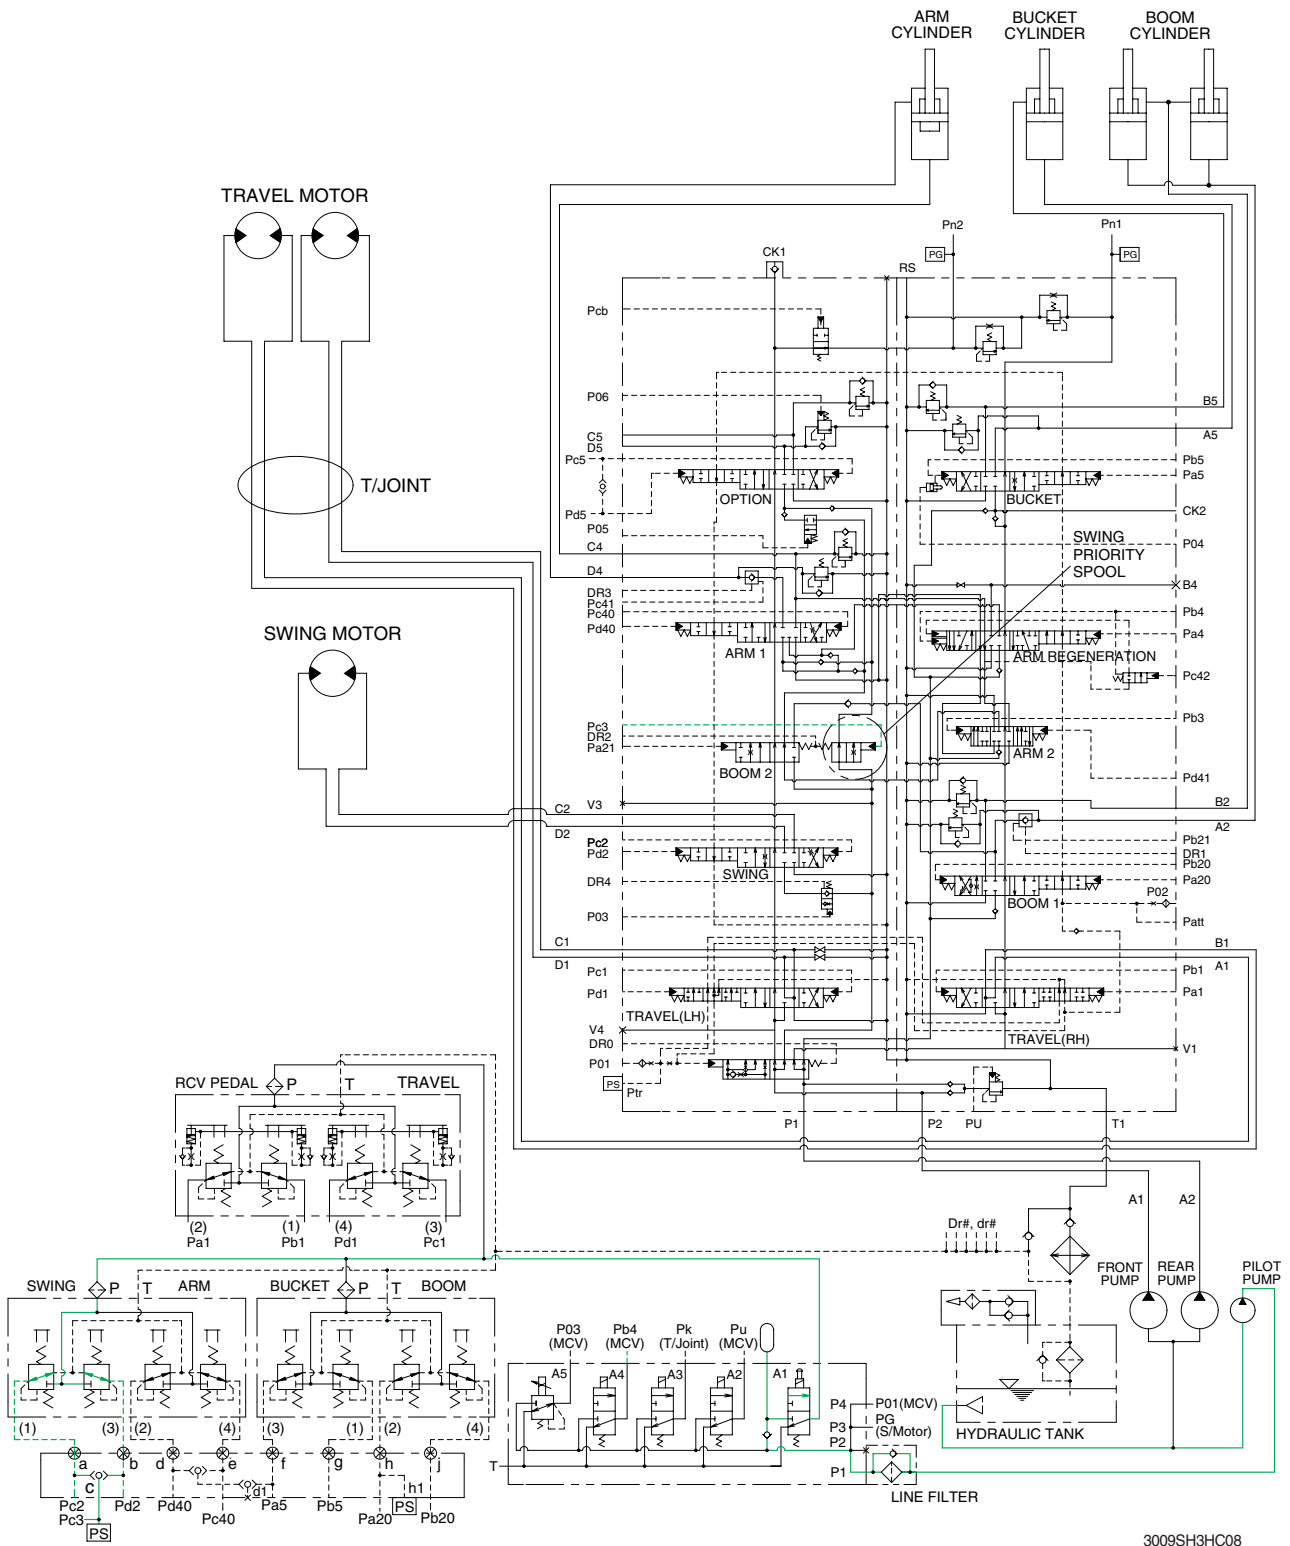 ARM
CYLINDER
BUCKET
CYLINDER
BOOM
CYLINDER
TRAVEL MOTOR
T/JOINT
SWING MOTOR
Pn2
Pn1
PG
PG
CK1
RS
Pcb
P06
C5
D5
Pc5
Pd5
P05
C4
D4
DR3
Pc41
Pc40
Pd40
Pc3
DR2
Pa21
V3
C2
D2
Pc2
Pd2
DR4
P03
C1
D1
Pc1
Pd1
V4
DR0
P01
PS
Ptr
OPTION
ARM 1
BOOM 2
SWING
TRAVEL(LH)
BUCKET
SWING
PRIORITY
SPOOL
ARM REGENERATION
ARM 2
BOOM 1
TRAVEL(RH)
B5
A5
Pb5
Pa5
CK2
P04
B4
Pb4
Pa4
Pc42
Pb3
Pd41
B2
A2
Pb21
DR1
Pb20
Pa20
P02
Patt
B1
A1
Pb1
Pa1
V1
P1
P2
PU
T1
RCV PEDAL
P
T
TRAVEL
(2)
(1)
(4)
(3)
Pa1
Pb1
Pd1
Pc1
A1
A2
Dr#, dr#
FRONT
PUMP
REAR
PUMP
PILOT
PUMP
HYDRAULIC TANK
SWING
P
T
ARM
BUCKET
P
T
BOOM
(1)
(3)
(2)
(4)
(3)
(1)
(2)
(4)
a
b
d
e
f
g
h
j
c
d1
h1
Pc2
Pd2
Pd40
Pc40
Pa5
Pb5
Pa20
PS
Pb20
Pc3
PS
P03
(MCV)
Pb4
(MCV)
Pk
(T/Joint)
Pu
(MCV)
A5
A4
A3
A2
A1
T
P4
P01(MCV)
P3
PG
(S/Motor)
P2
P1
LINE FILTER
3009SH3HC08